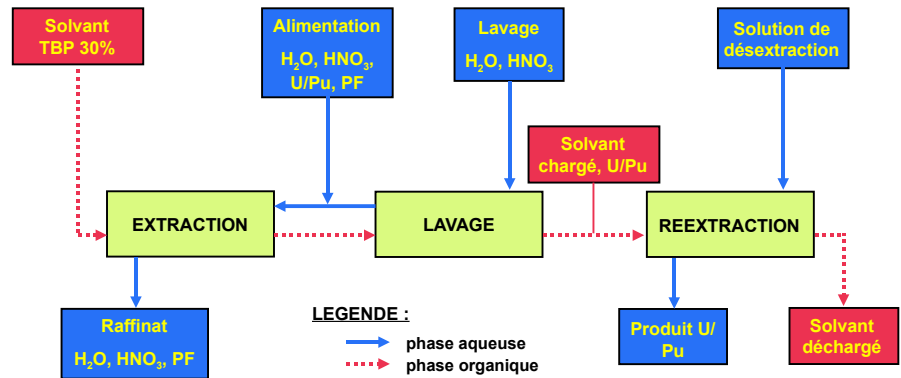 Solvant
TBP 30%
Alimentation
H₂O, HNO₃,
U/Pu, PF
Lavage
H₂O, HNO₃
Solution de
désextraction
Solvant
chargé, U/Pu
EXTRACTION
LAVAGE
REEXTRACTION
Raffinat
H₂O, HNO₃, PF
LEGENDE :
phase aqueuse
phase organique
Produit U/
Pu
Solvant
déchargé